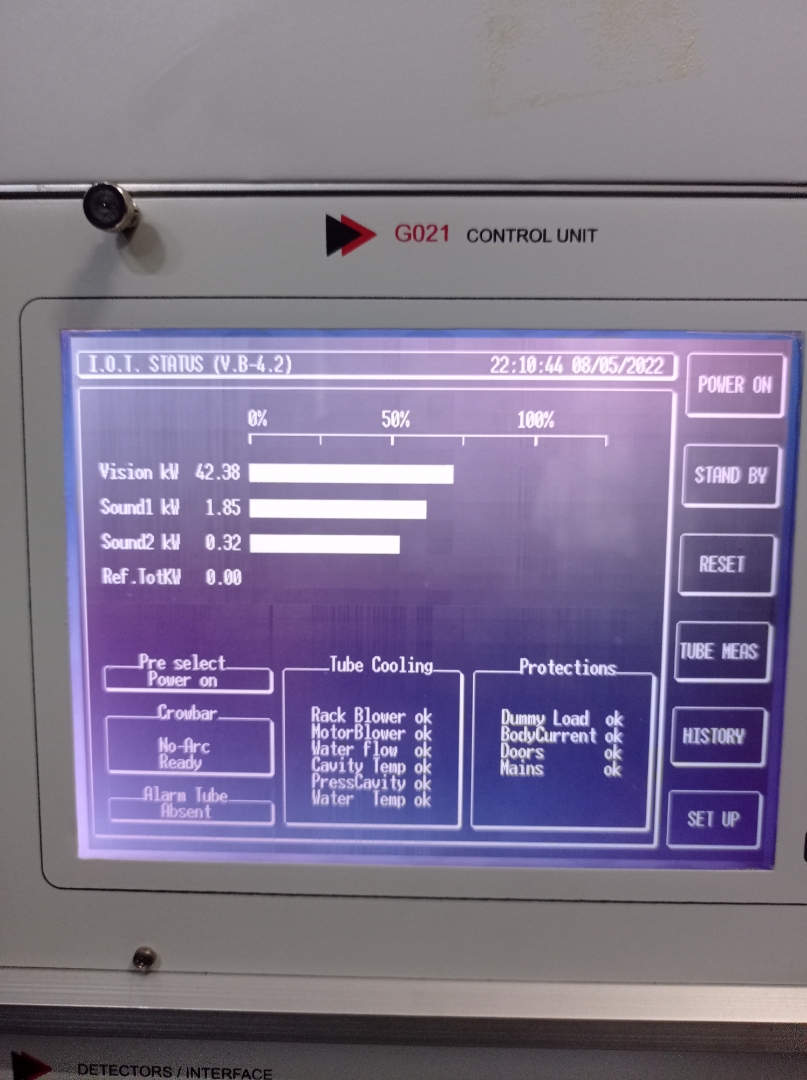 G021 CONTROL UNIT
I.O.T. STATUS (V.B-4.2) 22:10:44 08/05/2022
POWER ON
0% 50% 100%
Vision kW 42.38
Sound1 kW 1.85
Sound2 kW 0.32
Ref.TotKW 0.00
STAND BY
RESET
TUBE MEAS
HISTORY
SET UP
Pre select
Power on
Crowbar
No-Arc
Ready
Alarm Tube
Absent
Tube Cooling
Rack Blower ok
MotorBlower ok
Water flow ok
Cavity Temp ok
PressCavity ok
Water Temp ok
Protections
Dummy Load ok
BodyCurrent ok
Doors ok
Mains ok
DETECTORS / INTERFACE